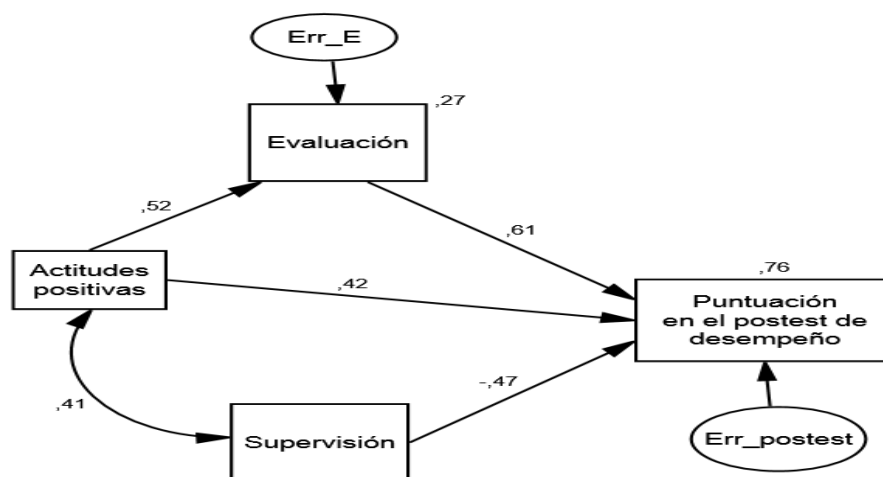 Err_E
,27
Evaluación
,52
,61
Actitudes
positivas
,42
,76
Puntuación
en el postest de
desempeño
-,47
,41
Supervisión
Err_postest